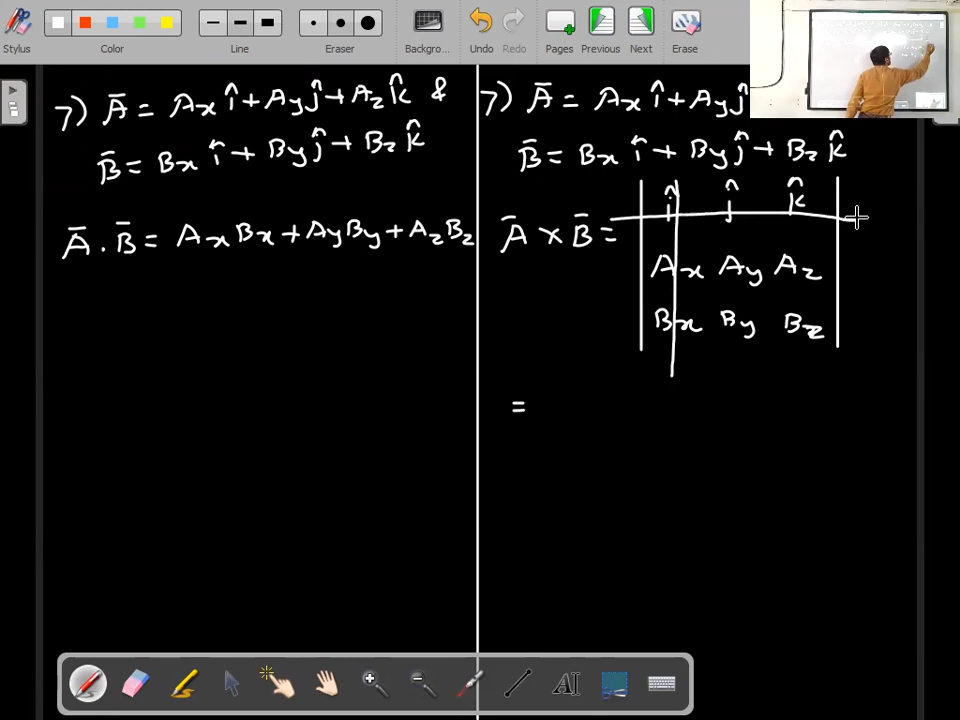 Stylus
Color
Line
Eraser
Backgro...
Undo
Redo
Pages
Previous
Next
Erase
7) Ā = Ax î + Ay ĵ + Az k̂ &
B̄ = Bx î + By ĵ + Bz k̂
Ā . B̄ = AxBx + AyBy + AzBz
7) Ā = Ax î + Ay ĵ
B̄ = Bx î + By ĵ + Bz k̂
î ĵ k̂
Ā × B̄ =
Ax Ay Az
Bx By Bz
=
AI